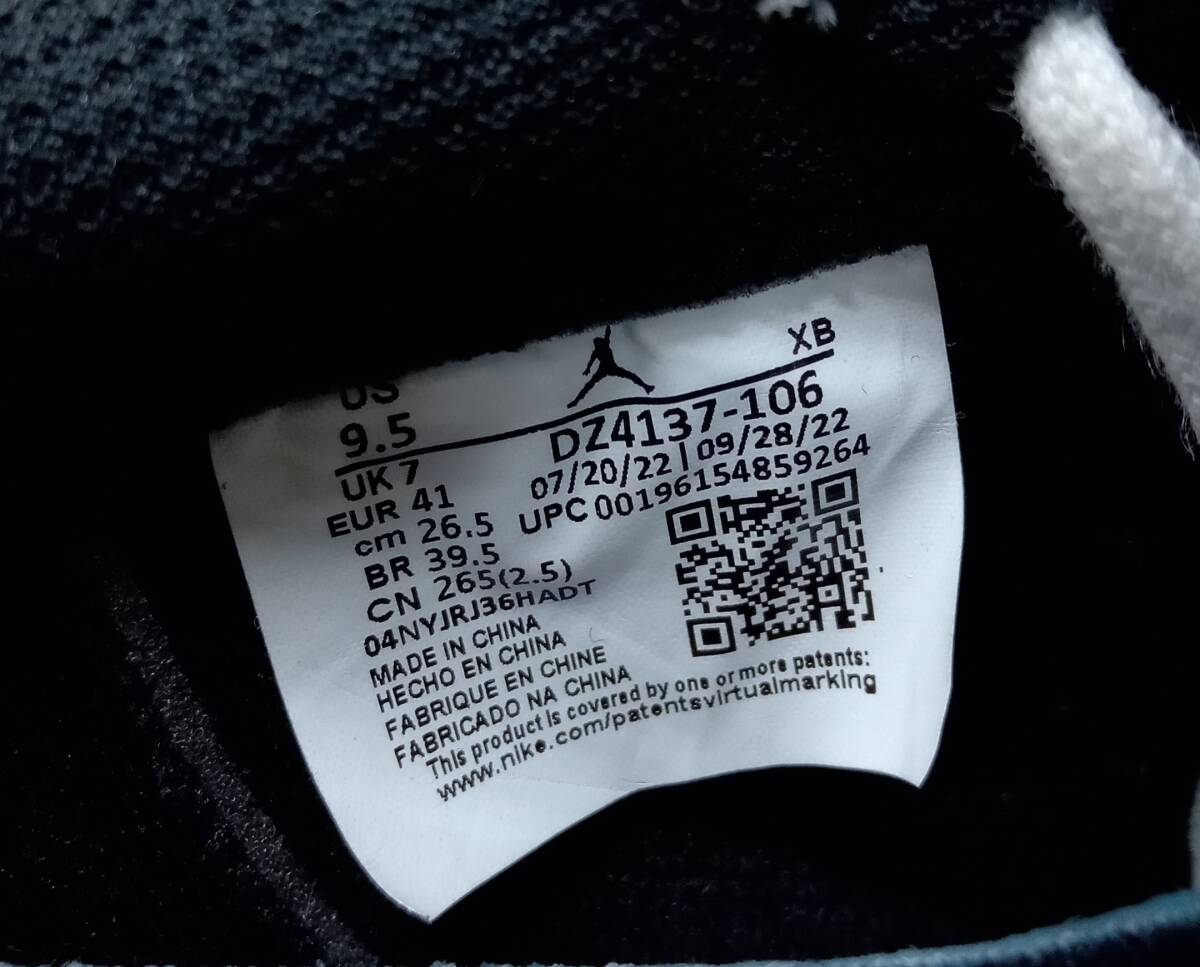 US
9.5
XB
UK 7
EUR 41
cm 26.5
BR 39.5
CN 265(2.5)
DZ4137-106
07/20/22 | 09/28/22
UPC 00196154859264
04NYJRJ36HADT
MADE IN CHINA
HECHO EN CHINA
FABRIQUE EN CHINE
FABRICADO NA CHINA
This product is covered by one or more patents:
www.nike.com/patentsvirtualmarking